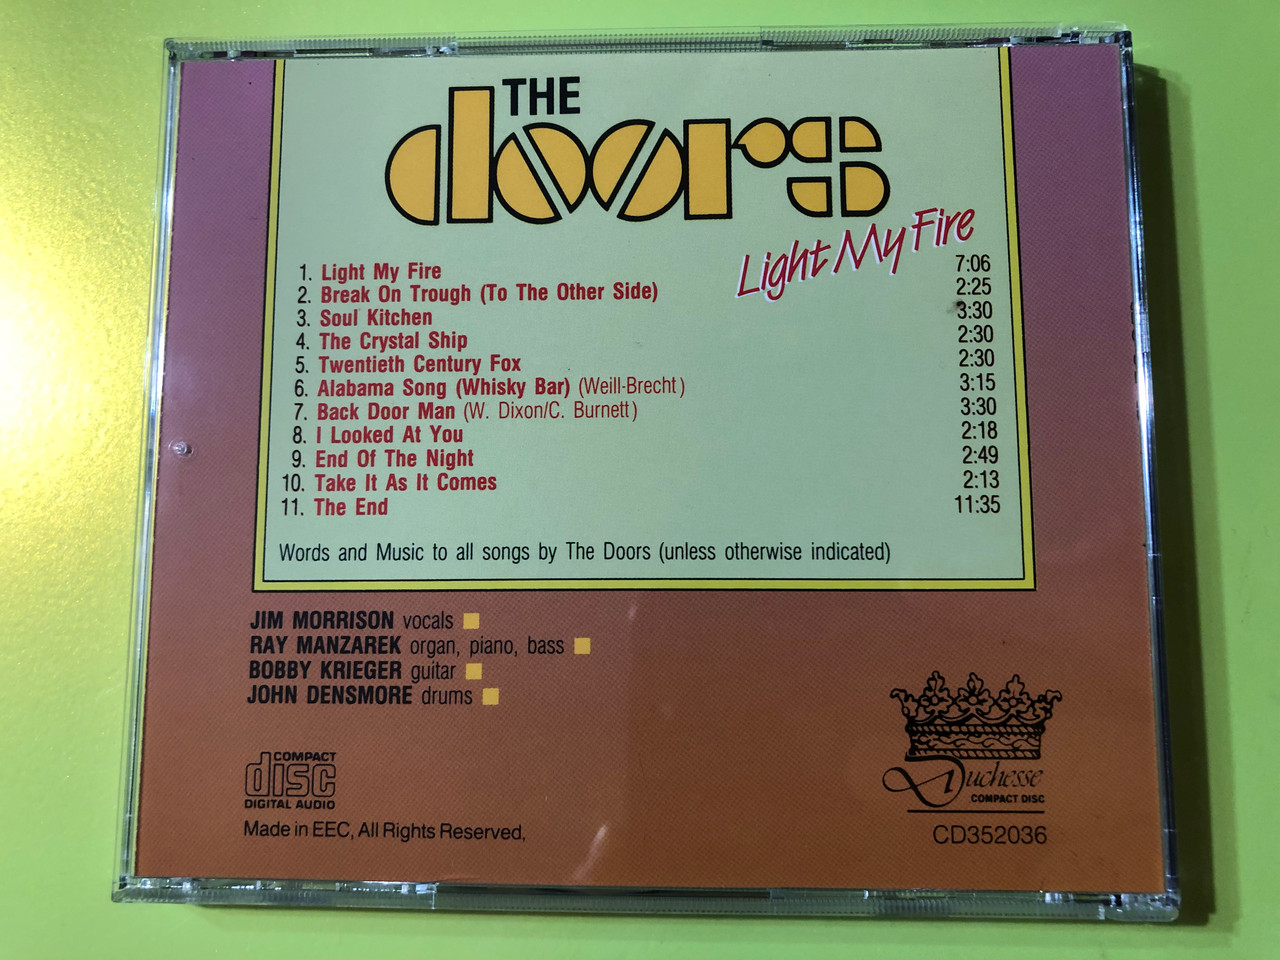 THE
doors
Light My Fire
1. Light My Fire 7:06
2. Break On Trough (To The Other Side) 2:25
3. Soul Kitchen 3:30
4. The Crystal Ship 2:30
5. Twentieth Century Fox 2:30
6. Alabama Song (Whisky Bar) (Weill-Brecht) 3:15
7. Back Door Man (W. Dixon/C. Burnett) 3:30
8. I Looked At You 2:18
9. End Of The Night 2:49
10. Take It As It Comes 2:13
11. The End 11:35
Words and Music to all songs by The Doors (unless otherwise indicated)
JIM MORRISON vocals
RAY MANZAREK organ, piano, bass
BOBBY KRIEGER guitar
JOHN DENSMORE drums
COMPACT
disc
DIGITAL AUDIO
Made in EEC, All Rights Reserved,
Duchesse
COMPACT DISC
CD352036